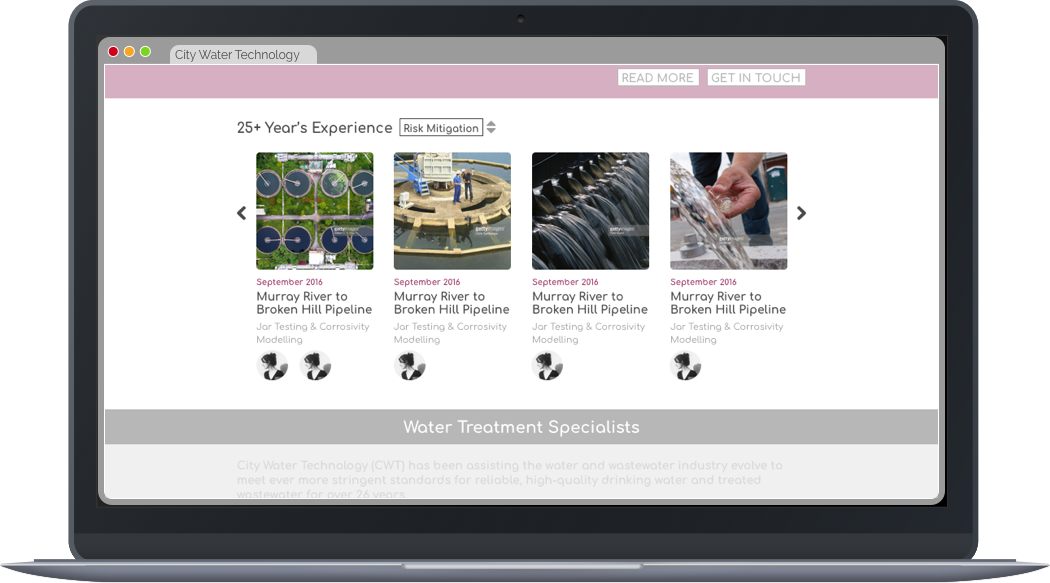 City Water Technology
READ MORE GET IN TOUCH
25+ Year's Experience Risk Mitigation
gettyimages gettyimages gettyimages gettyimages
September 2016 September 2016 September 2016 September 2016
Murray River to Murray River to Murray River to Murray River to
Broken Hill Pipeline Broken Hill Pipeline Broken Hill Pipeline Broken Hill Pipeline
Jar Testing & Corrosivity Jar Testing & Corrosivity Jar Testing & Corrosivity Jar Testing & Corrosivity
Modelling Modelling Modelling Modelling
Water Treatment Specialists
City Water Technology (CWT) has been assisting the water and wastewater industry evolve to
meet ever more stringent standards for reliable, high-quality drinking water and treated
wastewater for over 26 years